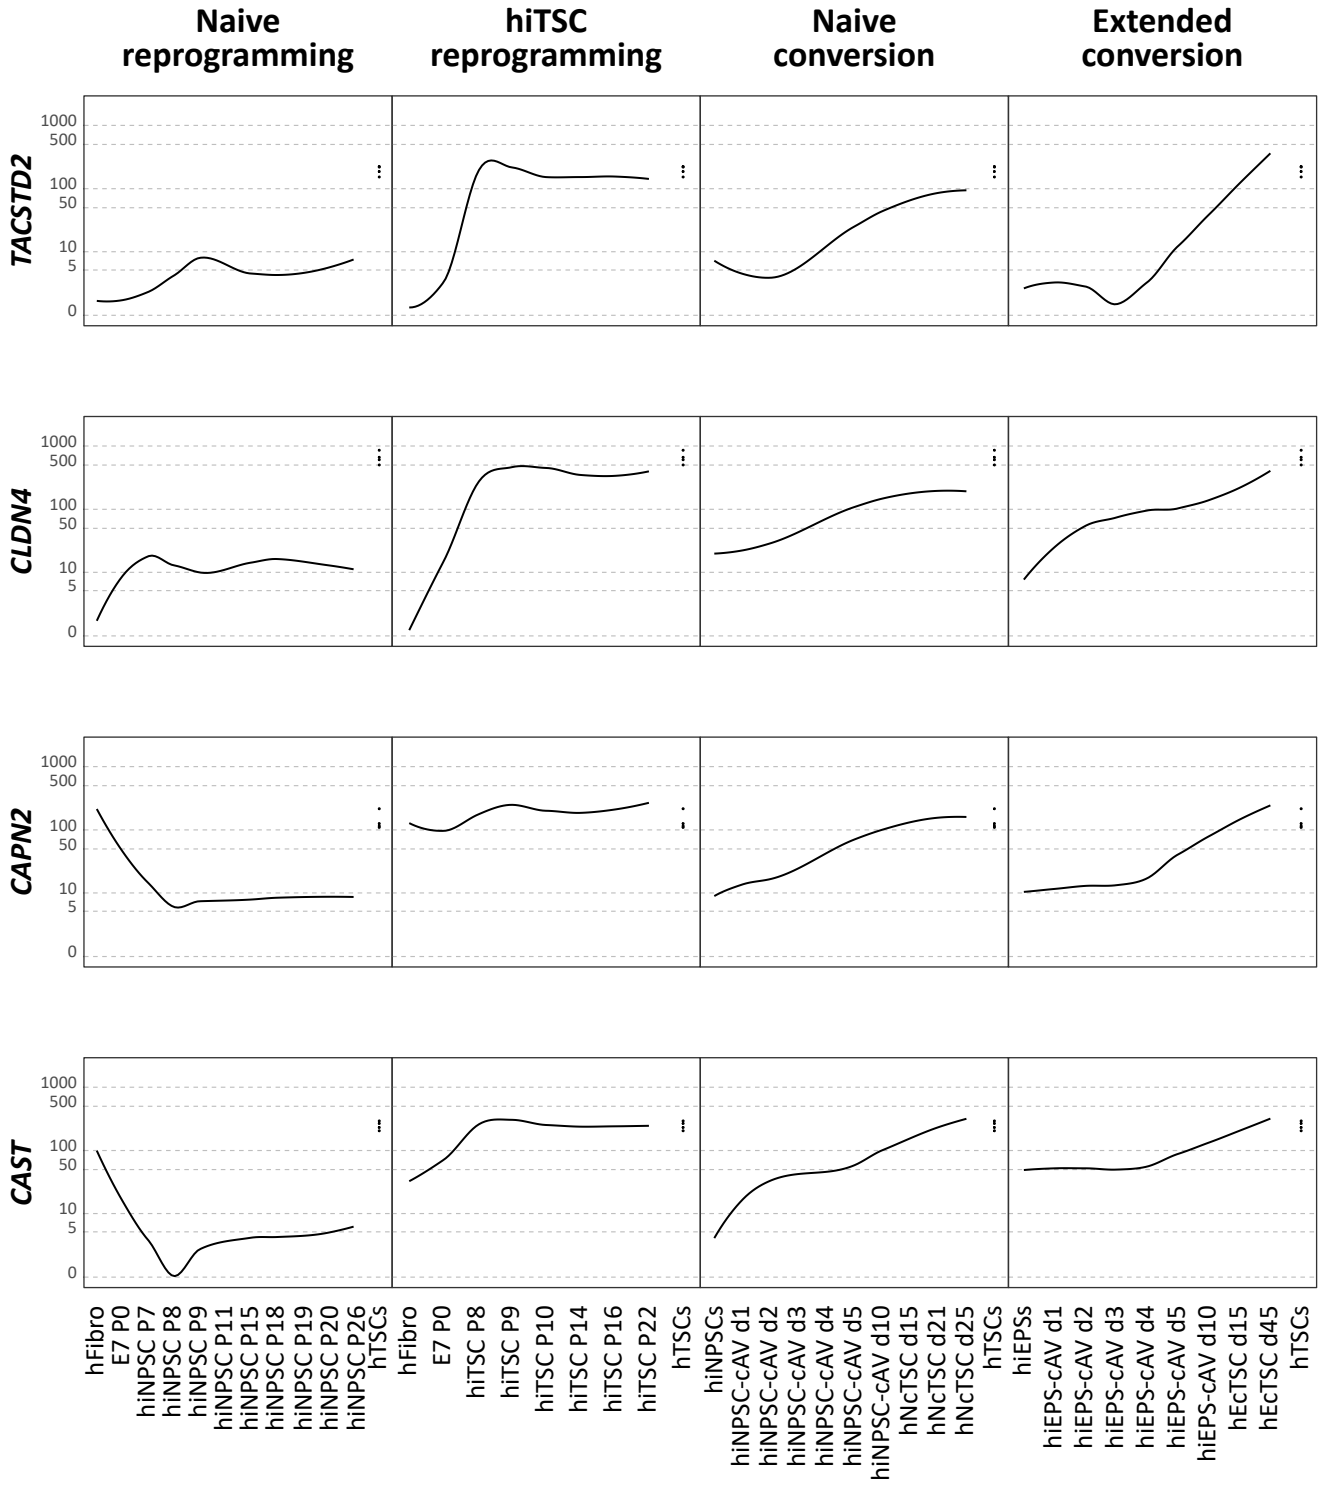 Naive
reprogramming
hiTSC
reprogramming
Naive
conversion
Extended
conversion
TACSTD2
1000
500
100
50
10
5
0
CLDN4
1000
500
100
50
10
5
0
CAPN2
1000
500
100
50
10
5
0
CAST
1000
500
100
50
10
5
0
hFibro
E7 P0
hiNPSC P7
hiNPSC P8
hiNPSC P9
hiNPSC P11
hiNPSC P15
hiNPSC P18
hiNPSC P19
hiNPSC P20
hiNPSC P26
hTSCs
hFibro
E7 P0
hiTSC P8
hiTSC P9
hiTSC P10
hiTSC P14
hiTSC P16
hiTSC P22
hTSCs
hiNPSCs
hiNPSC-cAV d1
hiNPSC-cAV d2
hiNPSC-cAV d3
hiNPSC-cAV d4
hiNPSC-cAV d5
hiNPSC-cAV d10
hNcTSC d15
hNcTSC d21
hNcTSC d25
hTSCs
hiEPSs
hiEPS-cAV d1
hiEPS-cAV d2
hiEPS-cAV d3
hiEPS-cAV d4
hiEPS-cAV d5
hiEPS-cAV d10
hEcTSC d15
hEcTSC d45
hTSCs